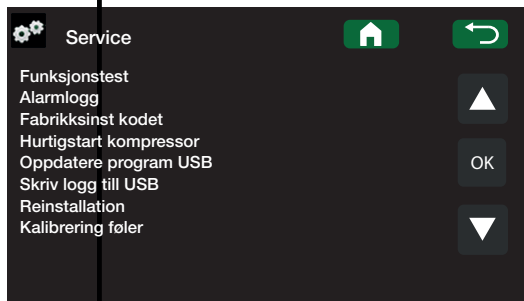 Service
Funksjonstest
Alarmlogg
Fabrikksinst kodet
Hurtigstart kompressor
Oppdatere program USB
Skriv logg till USB
Reinstallation
Kalibrering føler
OK